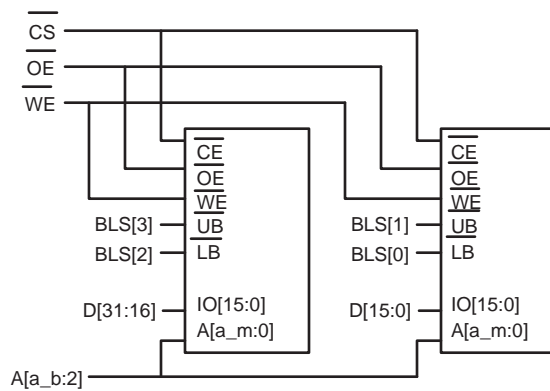 CS
OE
WE
CE
OE
WE
UB
LB
BLS[3]
BLS[2]
D[31:16]
IO[15:0]
A[a_m:0]
CE
OE
WE
UB
LB
BLS[1]
BLS[0]
D[15:0]
IO[15:0]
A[a_m:0]
A[a_b:2]